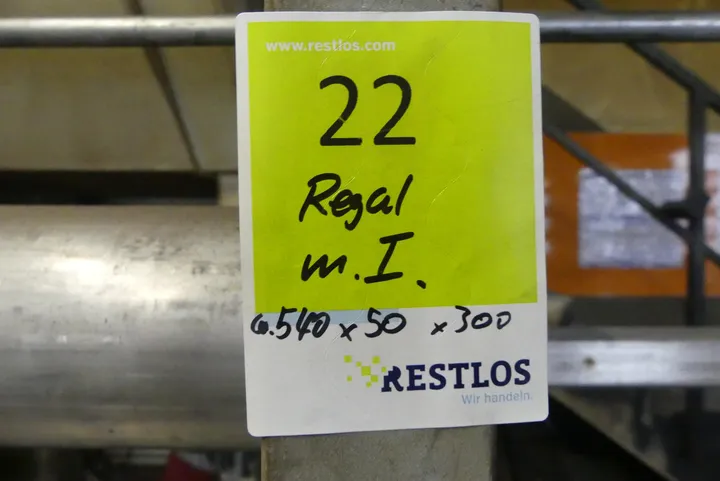 www.restlos.com
22
Regal
m. I.
ca. 540 x 50 x 300
RESTLOS
Wir handeln.